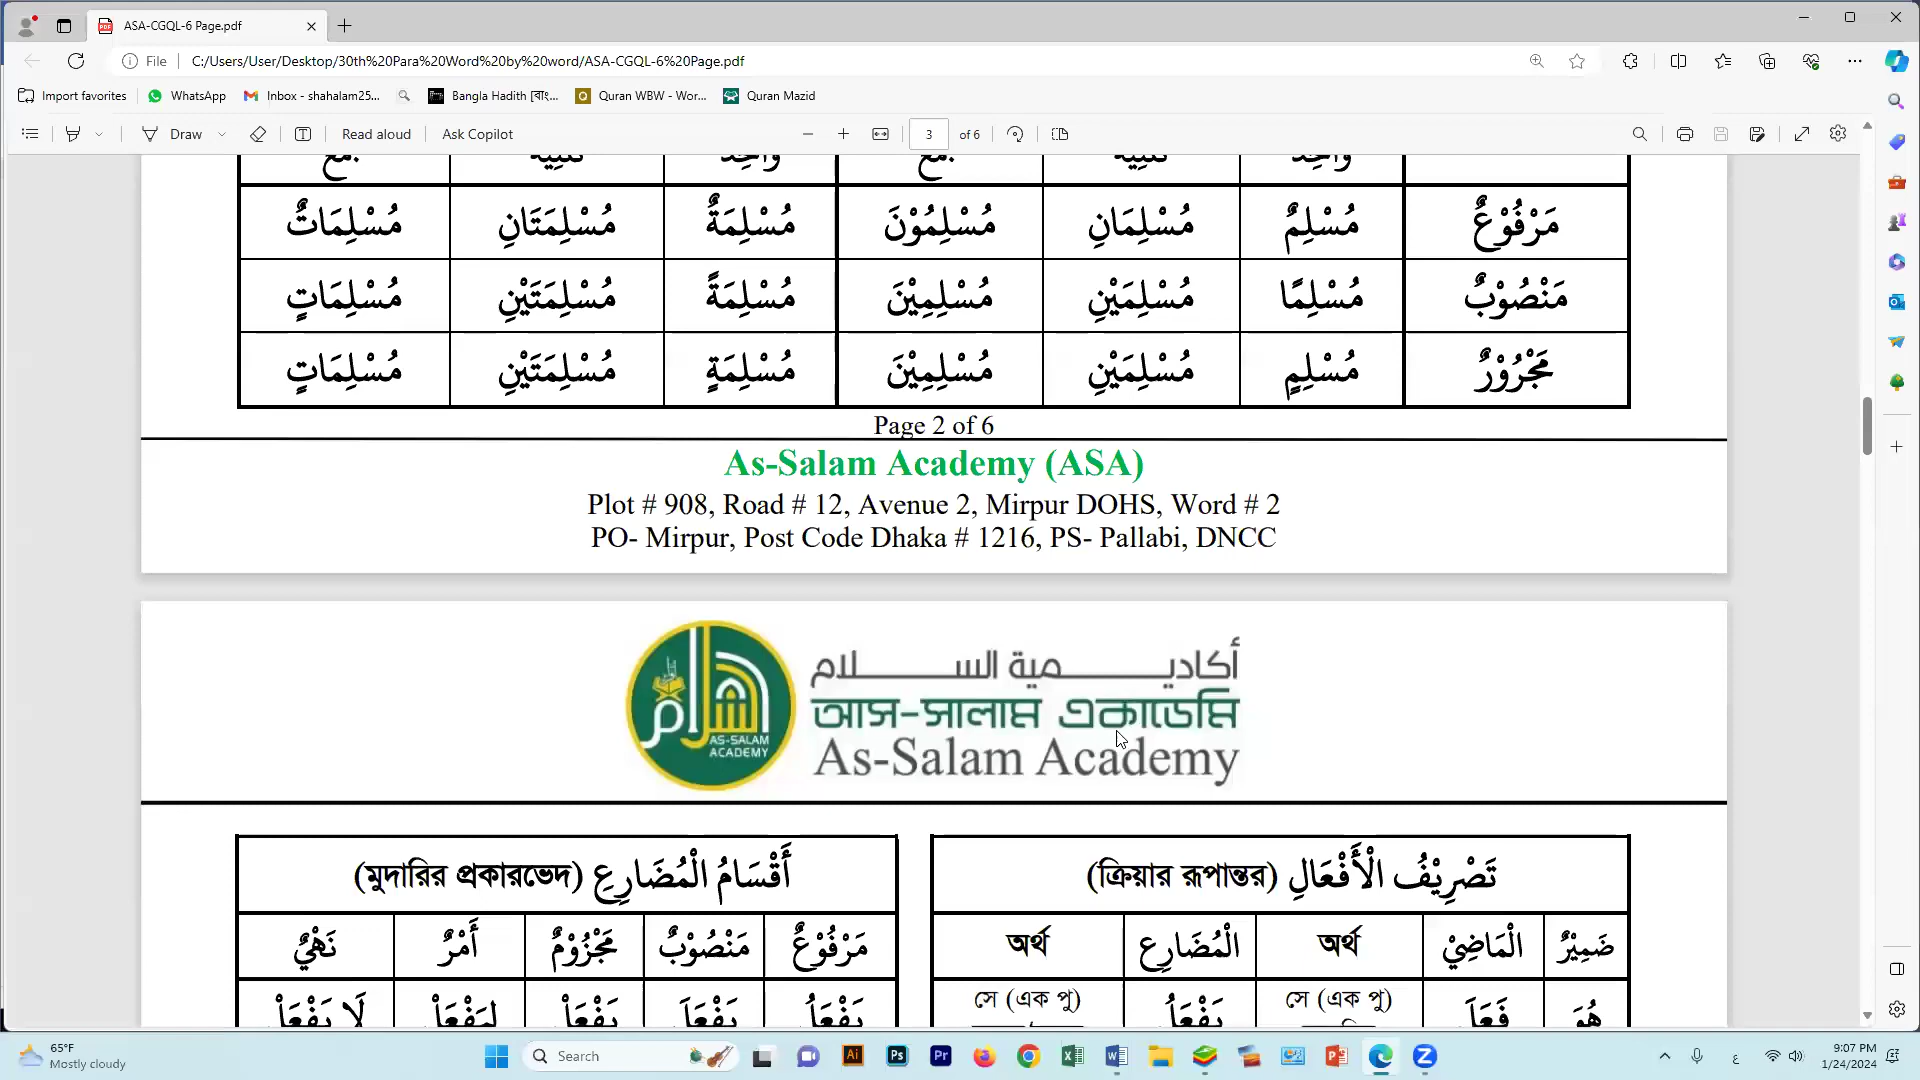 ASA-CGQL-6 Page.pdf
File C:/Users/User/Desktop/30th%20Para%20Word%20by%20word/ASA-CGQL-6%20Page.pdf
Import favorites WhatsApp Inbox - shahalam25... Bangla Hadith [বাং... Quran WBW - Wor... Quran Mazid
Draw Read aloud Ask Copilot 3 of 6
وَاحِدٌ تَثْنِيَة جَمْع وَاحِدٌ تَثْنِيَة جَمْع
مَرْفُوْعٌ مُسْلِمٌ مُسْلِمَانِ مُسْلِمُوْنَ مُسْلِمَةٌ مُسْلِمَتَانِ مُسْلِمَاتٌ
مَنْصُوْبٌ مُسْلِمًا مُسْلِمَيْنِ مُسْلِمِيْنَ مُسْلِمَةً مُسْلِمَتَيْنِ مُسْلِمَاتٍ
مَجْرُوْرٌ مُسْلِمٍ مُسْلِمَيْنِ مُسْلِمِيْنَ مُسْلِمَةٍ مُسْلِمَتَيْنِ مُسْلِمَاتٍ
Page 2 of 6
As-Salam Academy (ASA)
Plot # 908, Road # 12, Avenue 2, Mirpur DOHS, Word # 2
PO- Mirpur, Post Code Dhaka # 1216, PS- Pallabi, DNCC
أكاديمية السلام
আস-সালাম একাডেমি
As-Salam Academy
AS-SALAM
ACADEMY
تَصْرِيْفُ الْأَفْعَالِ (ক্রিয়ার রূপান্তর)
ضَمِيْرٌ الْمَاضِيْ অর্থ الْمُضَارِع অর্থ
هُوَ فَعَلَ সে (এক পু) يَفْعَلُ সে (এক পু)
أَقْسَامُ الْمُضَارِعِ (মুদারির প্রকারভেদ)
مَرْفُوْعٌ مَنْصُوْبٌ مَجْزُوْمٌ أَمْرٌ نَهْيٌ
يَفْعَلُ يَفْعَلَ يَفْعَلْ لِيَفْعَلْ لَا يَفْعَلْ
65°F
Mostly cloudy
Search
ع
9:07 PM
1/24/2024